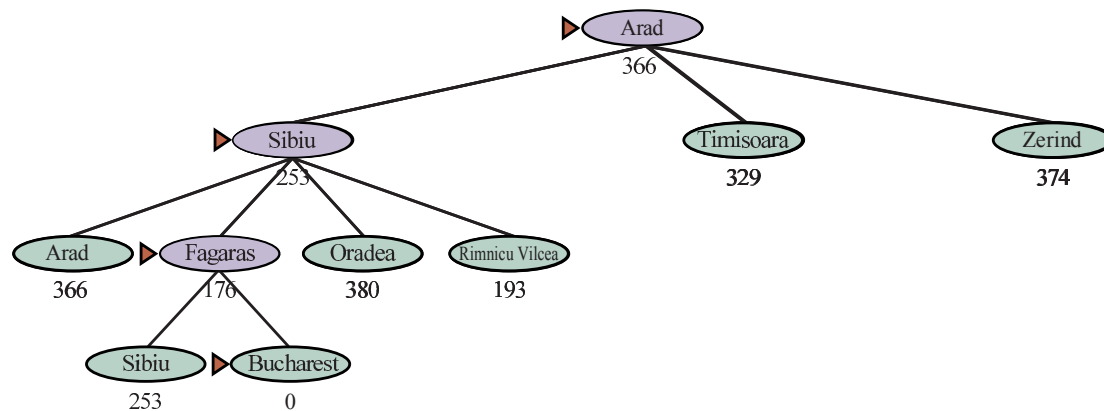 Arad
366
Sibiu
Timisoara
Zerind
253
329
374
Arad
Fagaras
Oradea
Rimnicu Vilcea
366
176
380
193
Sibiu
Bucharest
253
0